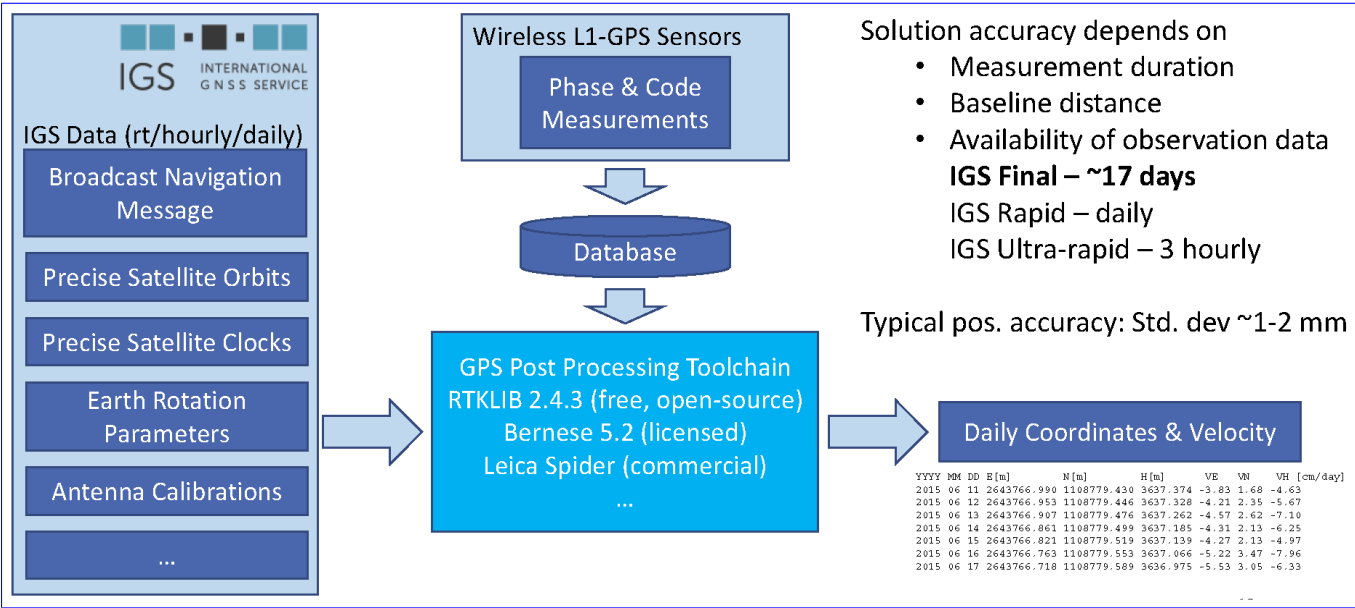 IGS
INTERNATIONAL
GNSS SERVICE
IGS Data (rt/hourly/daily)
Broadcast Navigation
Message
Precise Satellite Orbits
Precise Satellite Clocks
Earth Rotation
Parameters
Antenna Calibrations
...
Wireless L1-GPS Sensors
Phase & Code
Measurements
Database
GPS Post Processing Toolchain
RTKLIB 2.4.3 (free, open-source)
Bernese 5.2 (licensed)
Leica Spider (commercial)
...
Solution accuracy depends on
• Measurement duration
• Baseline distance
• Availability of observation data
IGS Final – ~17 days
IGS Rapid – daily
IGS Ultra-rapid – 3 hourly
Typical pos. accuracy: Std. dev ~1-2 mm
Daily Coordinates & Velocity
YYYY MM DD E[m] N[m] H[m] VE VN VH [cm/day]
2015 06 11 2643766.990 1108779.430 3637.374 -3.83 1.68 -4.63
2015 06 12 2643766.953 1108779.446 3637.328 -4.21 2.35 -5.67
2015 06 13 2643766.907 1108779.476 3637.262 -4.57 2.62 -7.10
2015 06 14 2643766.861 1108779.499 3637.185 -4.31 2.13 -6.25
2015 06 15 2643766.821 1108779.519 3637.139 -4.27 2.13 -4.97
2015 06 16 2643766.763 1108779.553 3637.066 -5.22 3.47 -7.96
2015 06 17 2643766.718 1108779.589 3636.975 -5.53 3.05 -6.33